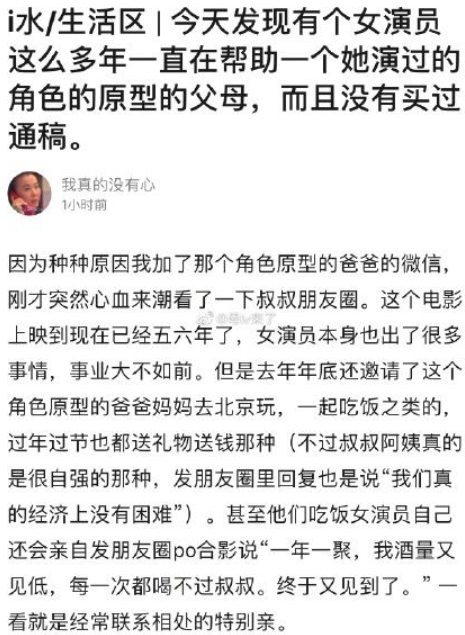 i水/生活区 | 今天发现有个女演员
这么多年一直在帮助一个她演过的
角色的原型的父母，而且没有买过
通稿。
我真的没有心
1小时前
因为种种原因我加了那个角色原型的爸爸的微信，
刚才突然心血来潮看了一下叔叔朋友圈。这个电影
上映到现在已经五六年了，女演员本身也出了很多
事情，事业大不如前。但是去年年底还邀请了这个
角色原型的爸爸妈妈去北京玩，一起吃饭之类的，
过年过节也都送礼物送钱那种（不过叔叔阿姨真的
是很自强的那种，发朋友圈里回复也是说“我们真
的经济上没有困难”）。甚至他们吃饭女演员自己
还会亲自发朋友圈po合影说“一年一聚，我酒量又
见低，每一次都喝不过叔叔。终于又见到了。” 一
看就是经常联系相处的特别亲。